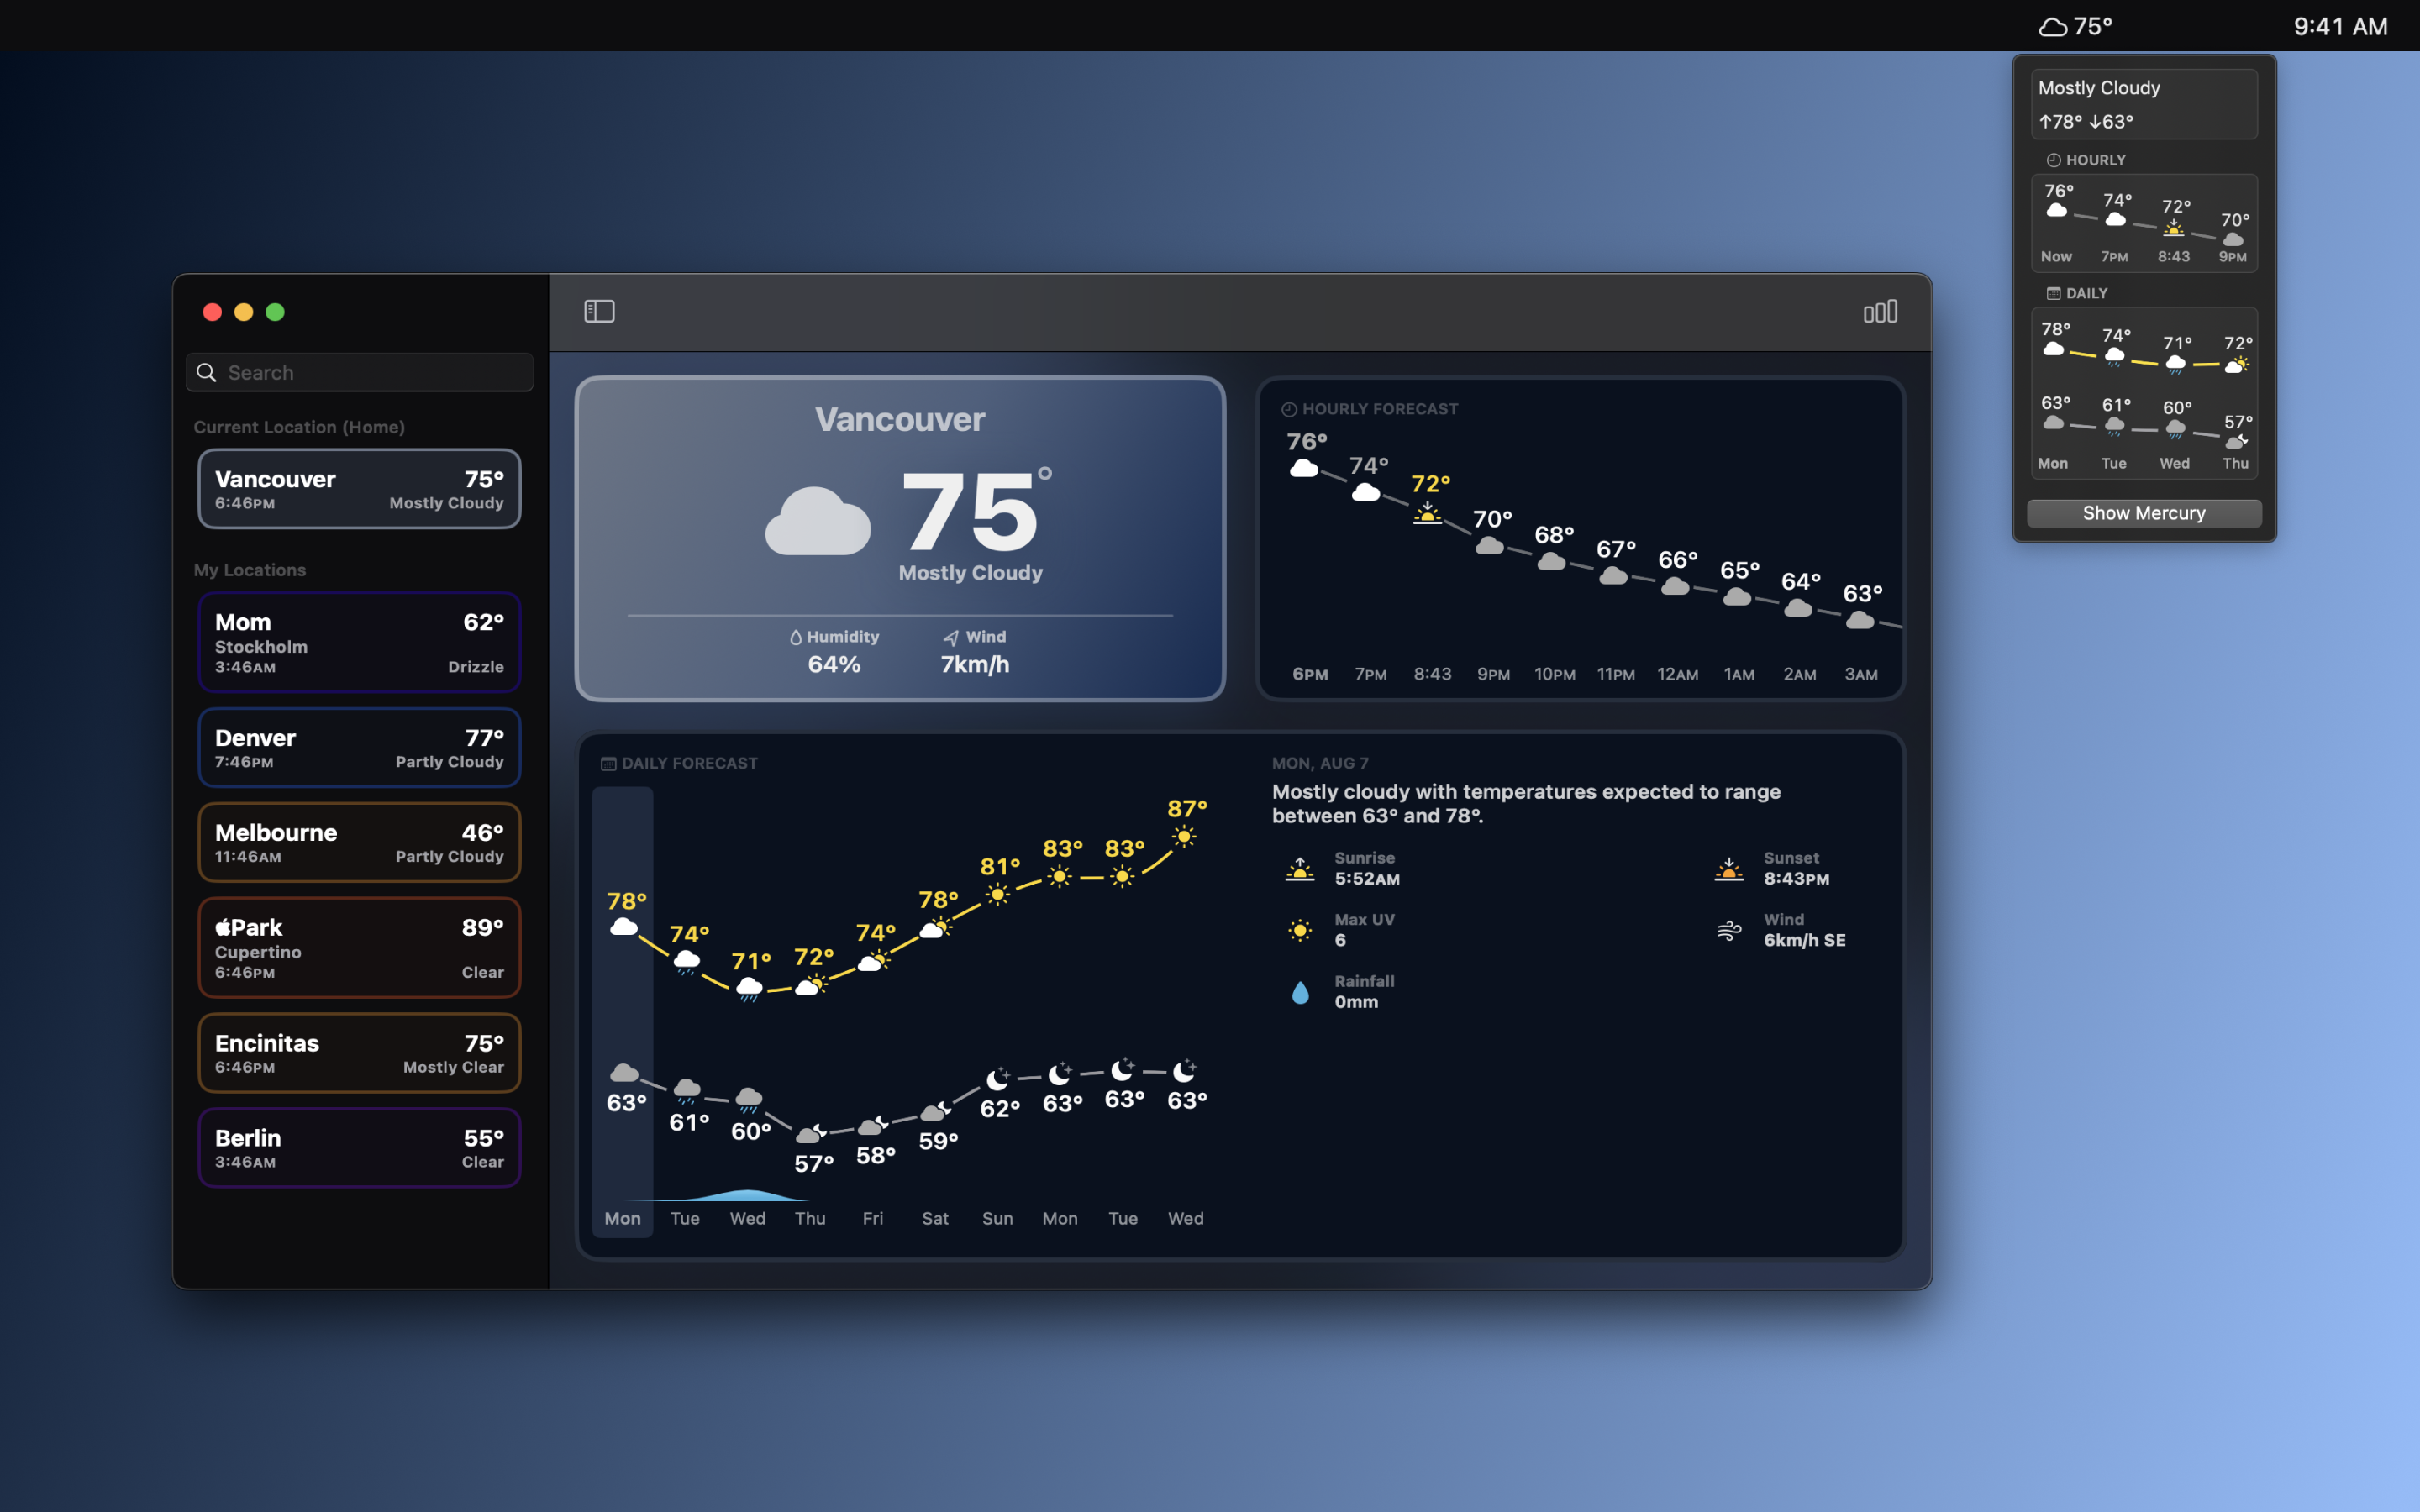 75°
9:41 AM
Mostly Cloudy
↑78° ↓63°
HOURLY
76° 74° 72° 70°
Now 7PM 8:43 9PM
DAILY
78° 74° 71° 72°
63° 61° 60° 57°
Mon Tue Wed Thu
Show Mercury
Search
Current Location (Home)
Vancouver 75°
6:46PM Mostly Cloudy
My Locations
Mom 62°
Stockholm
3:46AM Drizzle
Denver 77°
7:46PM Partly Cloudy
Melbourne 46°
11:46AM Partly Cloudy
Park 89°
Cupertino
6:46PM Clear
Encinitas 75°
6:46PM Mostly Clear
Berlin 55°
3:46AM Clear
Vancouver
75°
Mostly Cloudy
Humidity Wind
64% 7km/h
HOURLY FORECAST
76° 74° 72° 70° 68° 67° 66° 65° 64° 63°
6PM 7PM 8:43 9PM 10PM 11PM 12AM 1AM 2AM 3AM
DAILY FORECAST
78° 74° 71° 72° 74° 78° 81° 83° 83° 87°
63° 61° 60° 57° 58° 59° 62° 63° 63° 63°
Mon Tue Wed Thu Fri Sat Sun Mon Tue Wed
MON, AUG 7
Mostly cloudy with temperatures expected to range
between 63° and 78°.
Sunrise Sunset
5:52AM 8:43PM
Max UV Wind
6 6km/h SE
Rainfall
0mm